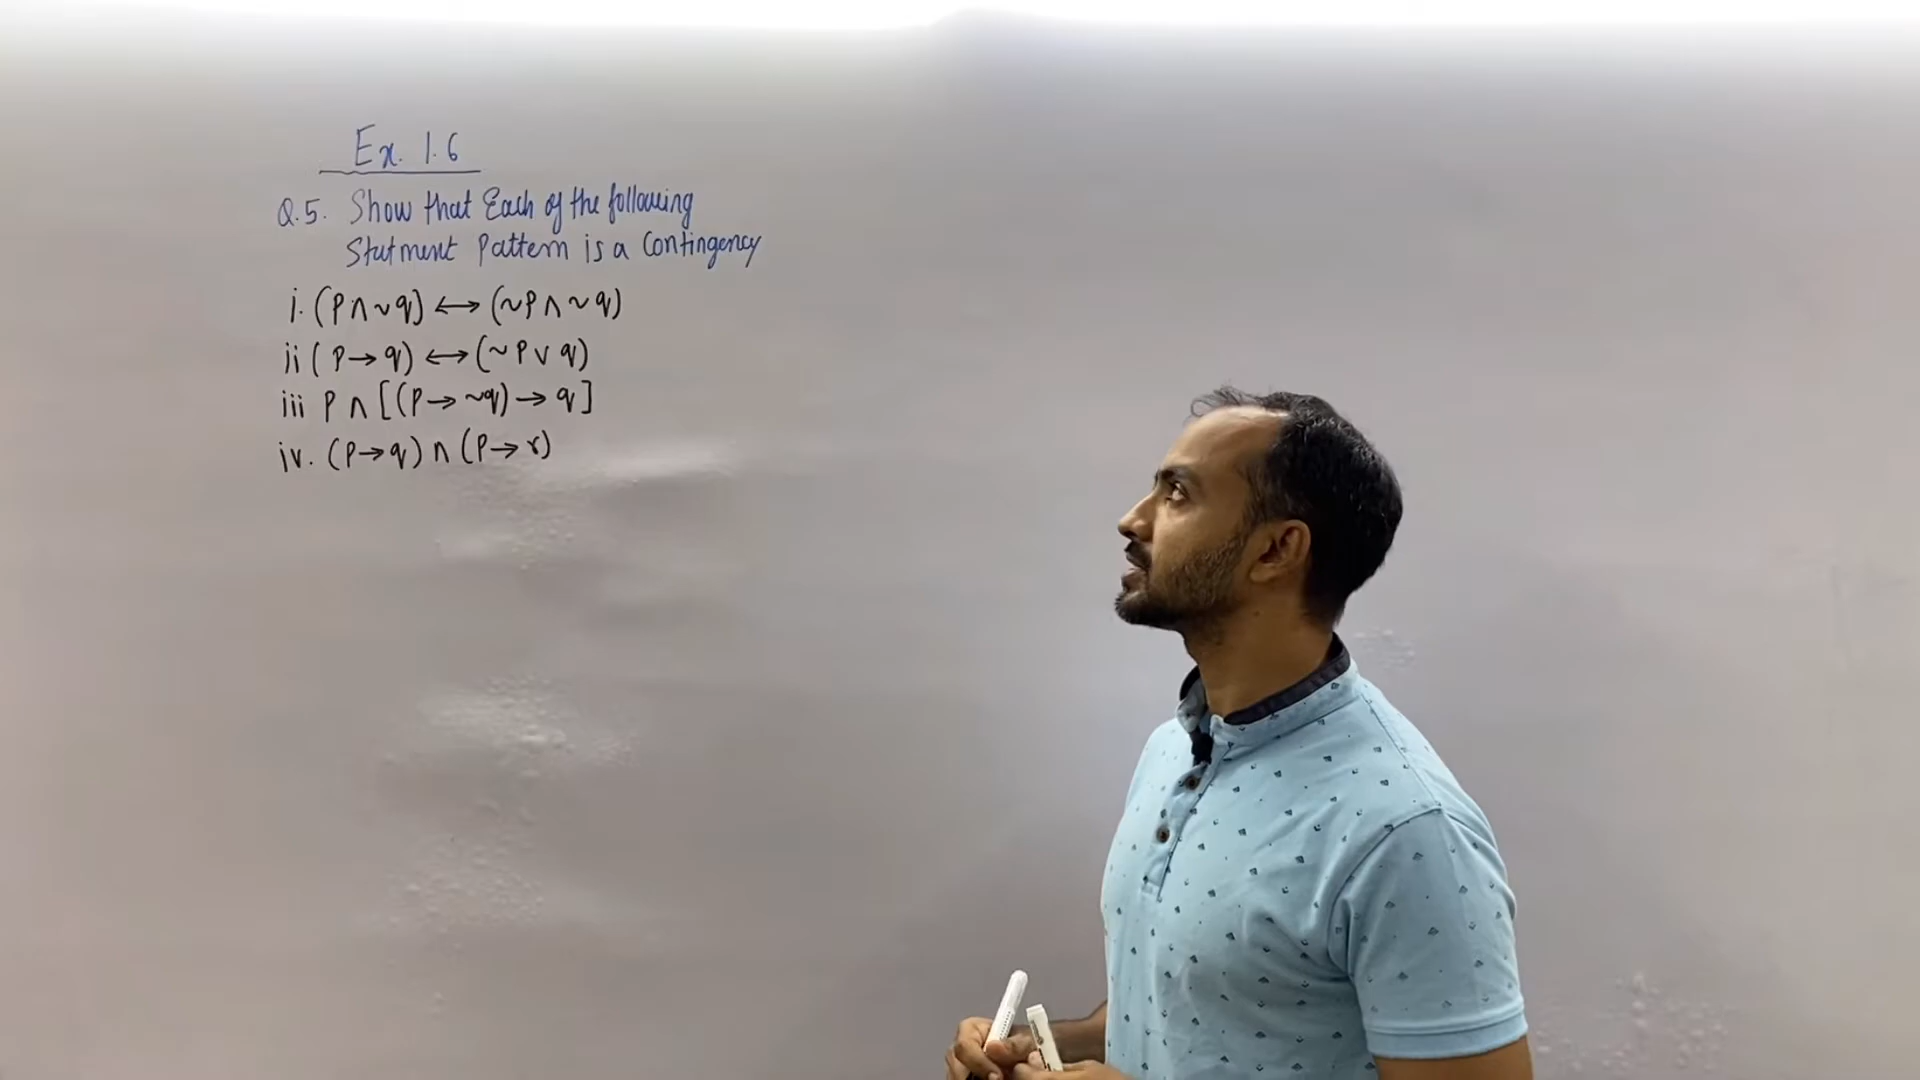 Ex. 1.6
Q.5. Show that Each of the following
Statment Pattern is a Contingency
i. (p ∧ ~q) ↔ (~p ∧ ~q)
ii (p → q) ↔ (~p ∨ q)
iii p ∧ [(p → ~q) → q]
iv. (p → q) ∧ (p → r)